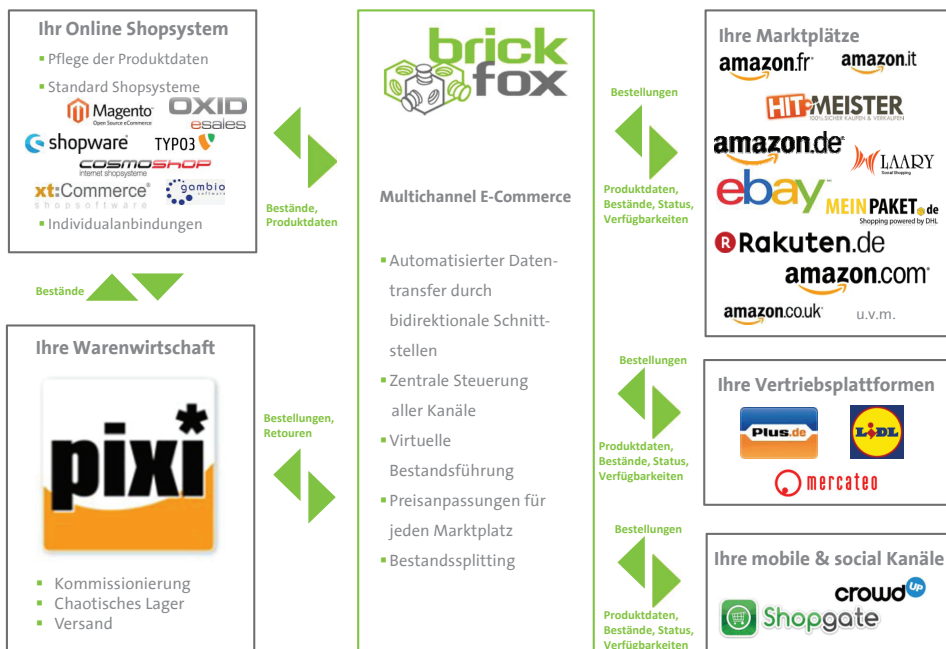 Ihr Online Shopsystem
Pflege der Produktdaten
Standard Shopsysteme
Magento®
Open Source eCommerce
OXID
esales
shopware
TYPO3
COSMOSHOP
internet shopsysteme
xt:Commerce®
shopsoftware
gambio
software
Individualanbindungen
Bestände
Ihre Warenwirtschaft
pixi*
Kommissionierung
Chaotisches Lager
Versand
Bestände,
Produktdaten
Bestellungen,
Retouren
brick
fox
Multichannel E-Commerce
Automatisierter Daten-
transfer durch
bidirektionale Schnitt-
stellen
Zentrale Steuerung
aller Kanäle
Virtuelle
Bestandsführung
Preisanpassungen für
jeden Marktplatz
Bestandssplitting
Bestellungen
Produktdaten,
Bestände, Status,
Verfügbarkeiten
Bestellungen
Produktdaten,
Bestände, Status,
Verfügbarkeiten
Bestellungen
Produktdaten,
Bestände, Status,
Verfügbarkeiten
Ihre Marktplätze
amazon.fr
amazon.it
HIT MEISTER
100% SICHER KAUFEN & VERKAUFEN
amazon.de
LAARY
Social Shopping
ebay
MEINPAKET.de
Shopping powered by DHL
R Rakuten.de
amazon.com
amazon.co.uk
u.v.m.
Ihre Vertriebsplattformen
Plus.de
LIDL
mercateo
Ihre mobile & social Kanäle
crowd UP
Shopgate